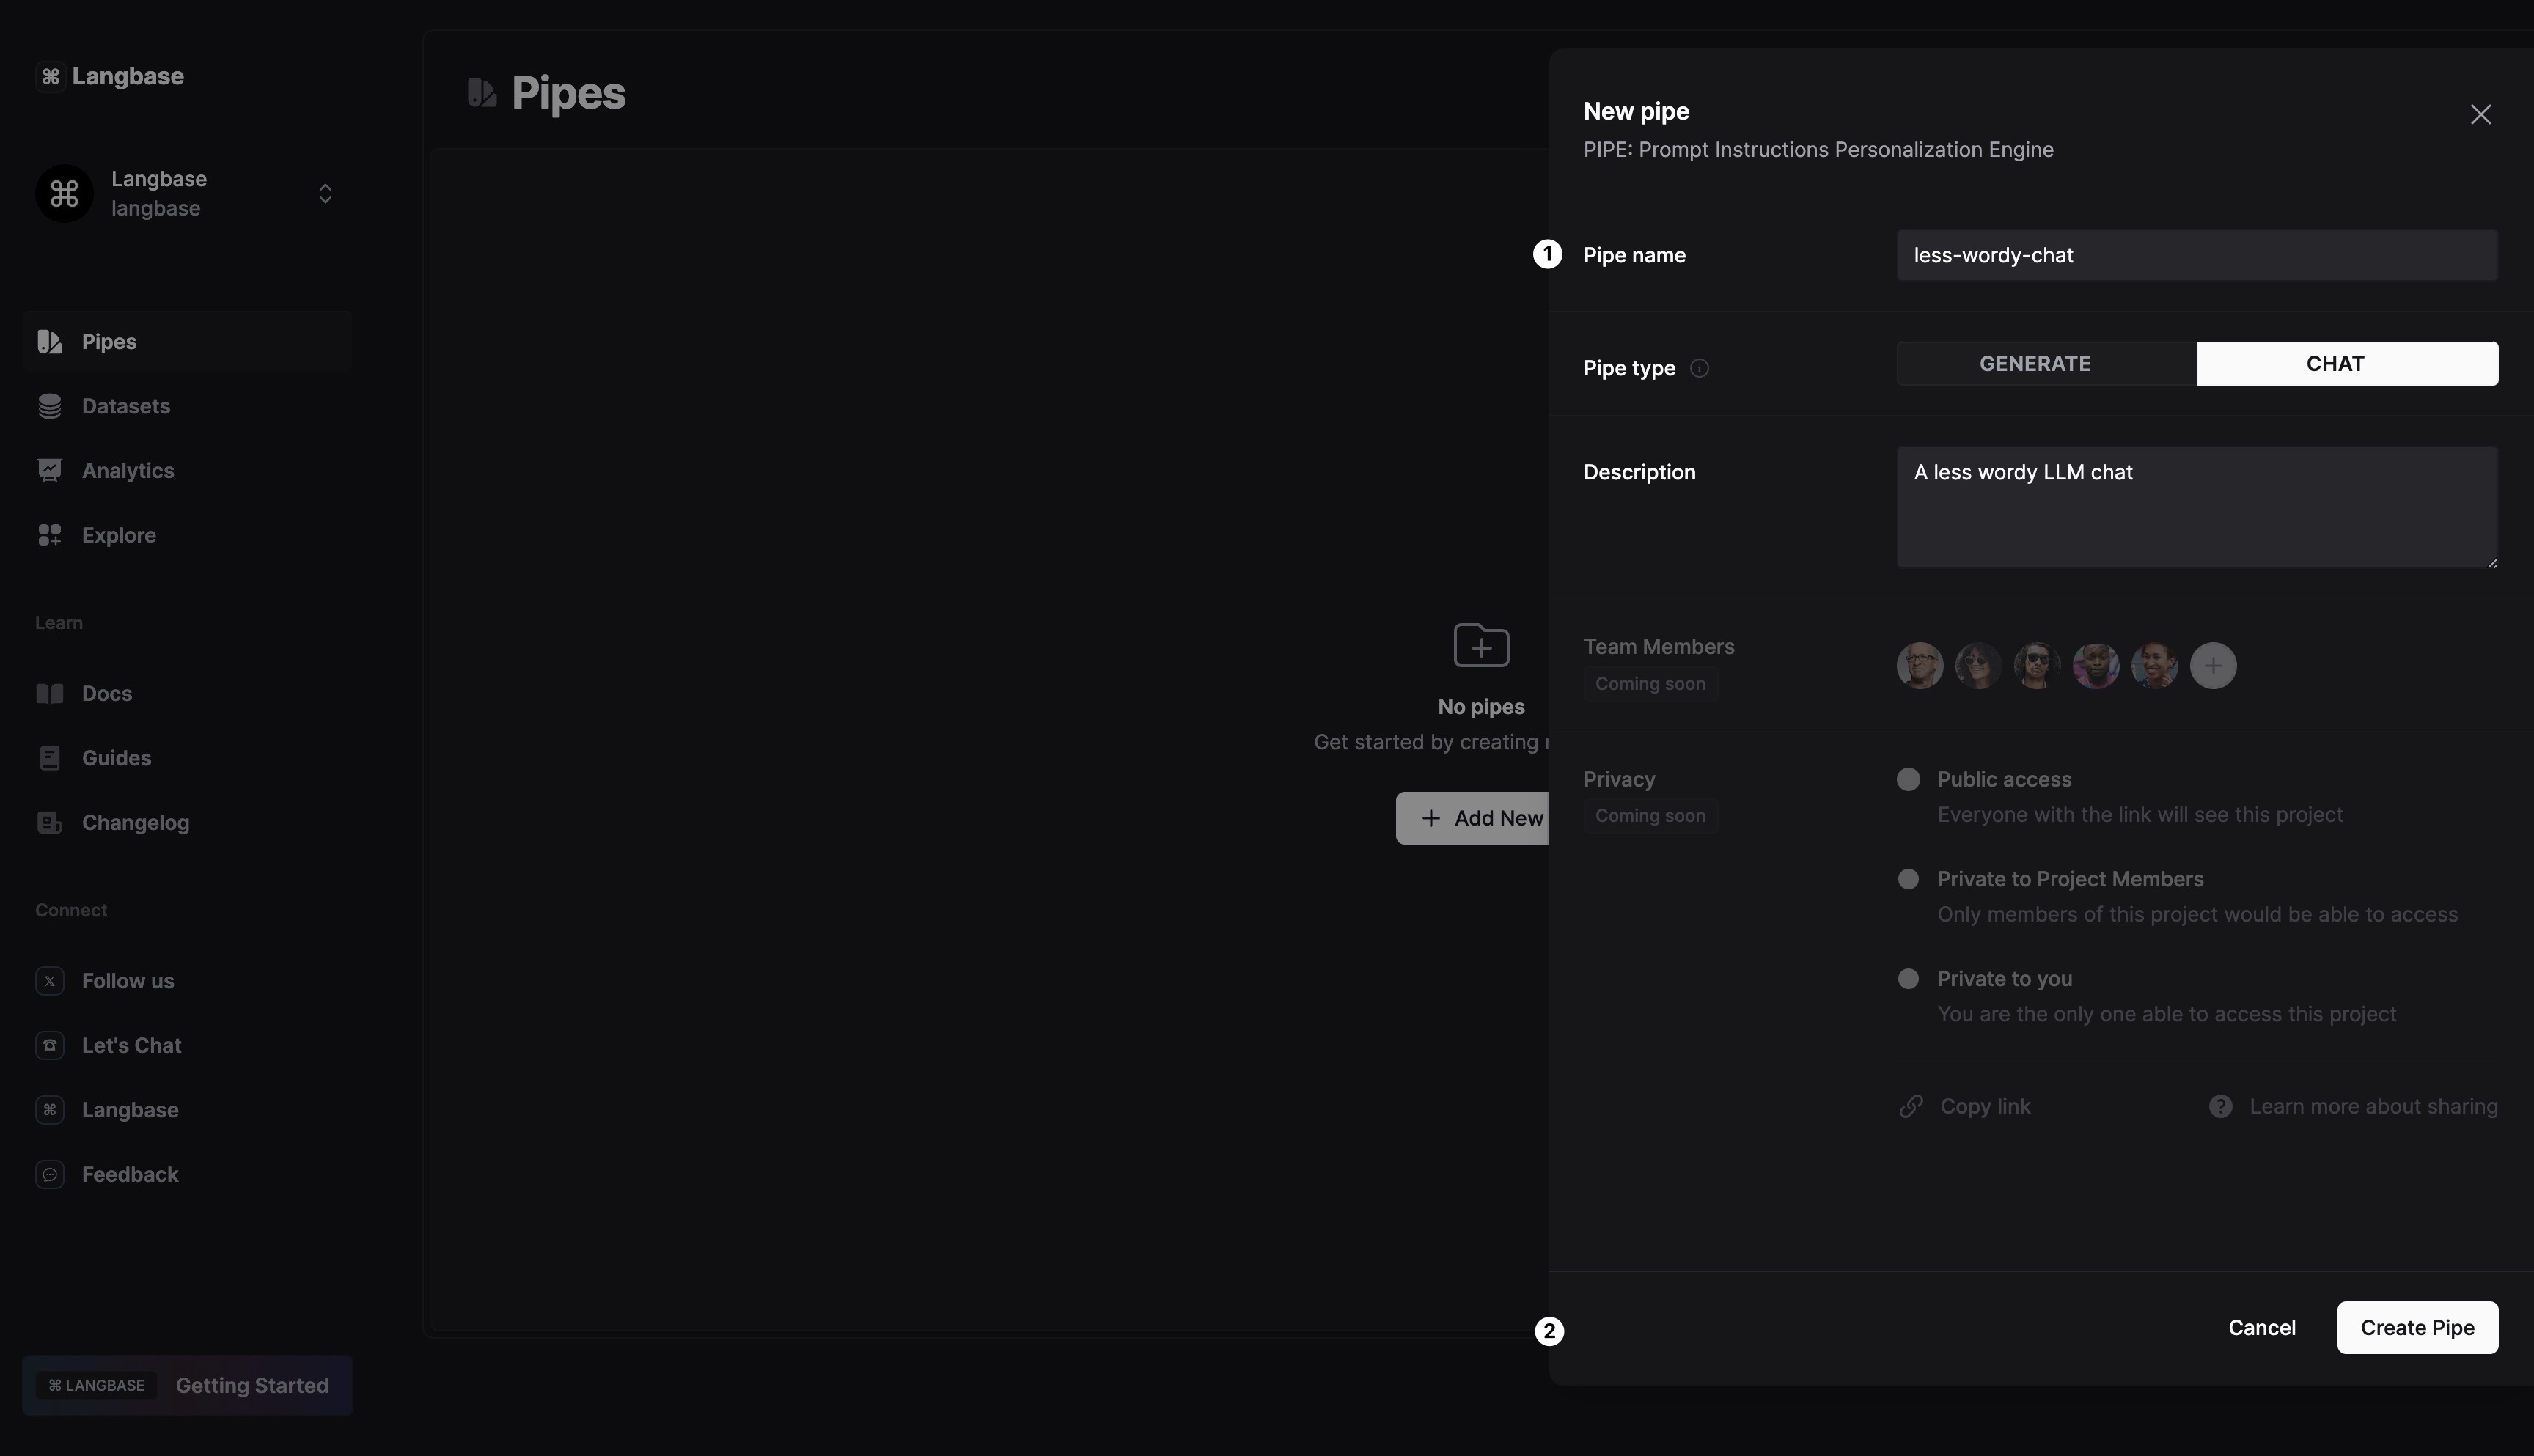 ⌘ Langbase
Langbase
langbase
Pipes
Datasets
Analytics
Explore
Learn
Docs
Guides
Changelog
Connect
Follow us
Let's Chat
Langbase
Feedback
⌘ LANGBASE Getting Started
Pipes
No pipes
Get started by creating
Add New
New pipe
PIPE: Prompt Instructions Personalization Engine
1 Pipe name less-wordy-chat
Pipe type GENERATE CHAT
Description A less wordy LLM chat
Team Members
Coming soon
Privacy
Coming soon
Public access
Everyone with the link will see this project
Private to Project Members
Only members of this project would be able to access
Private to you
You are the only one able to access this project
Copy link Learn more about sharing
2 Cancel Create Pipe